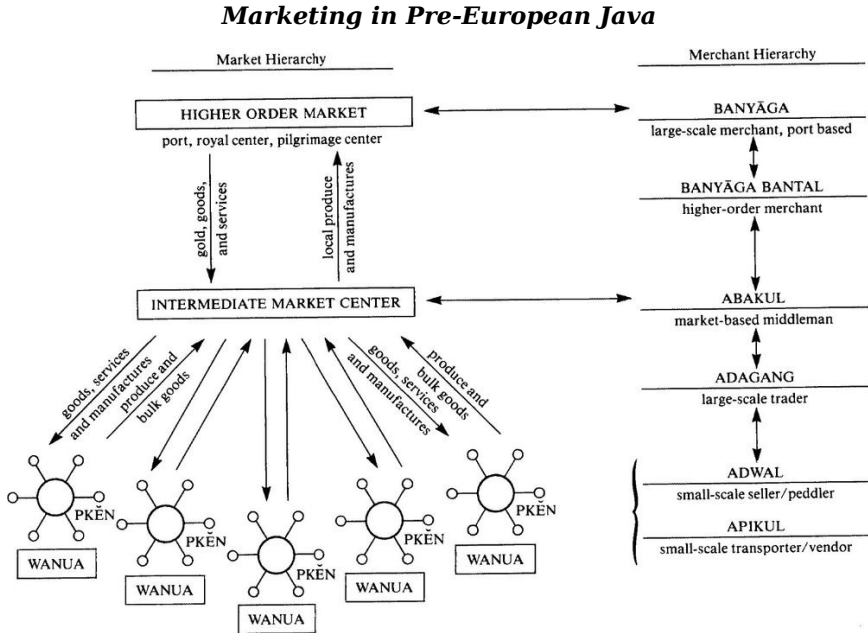 Marketing in Pre-European Java
Market Hierarchy
Merchant Hierarchy
HIGHER ORDER MARKET
port, royal center, pilgrimage center
gold, goods,
and services
local produce
and manufactures
INTERMEDIATE MARKET CENTER
goods, services
and manufactures
produce and
bulk goods
goods, services
and manufactures
produce and
bulk goods
PKĔN
WANUA
PKĔN
WANUA
PKĔN
WANUA
PKĔN
WANUA
PKĔN
WANUA
BANYĀGA
large-scale merchant, port based
BANYĀGA BANTAL
higher-order merchant
ABAKUL
market-based middleman
ADAGANG
large-scale trader
ADWAL
small-scale seller/peddler
APIKUL
small-scale transporter/vendor